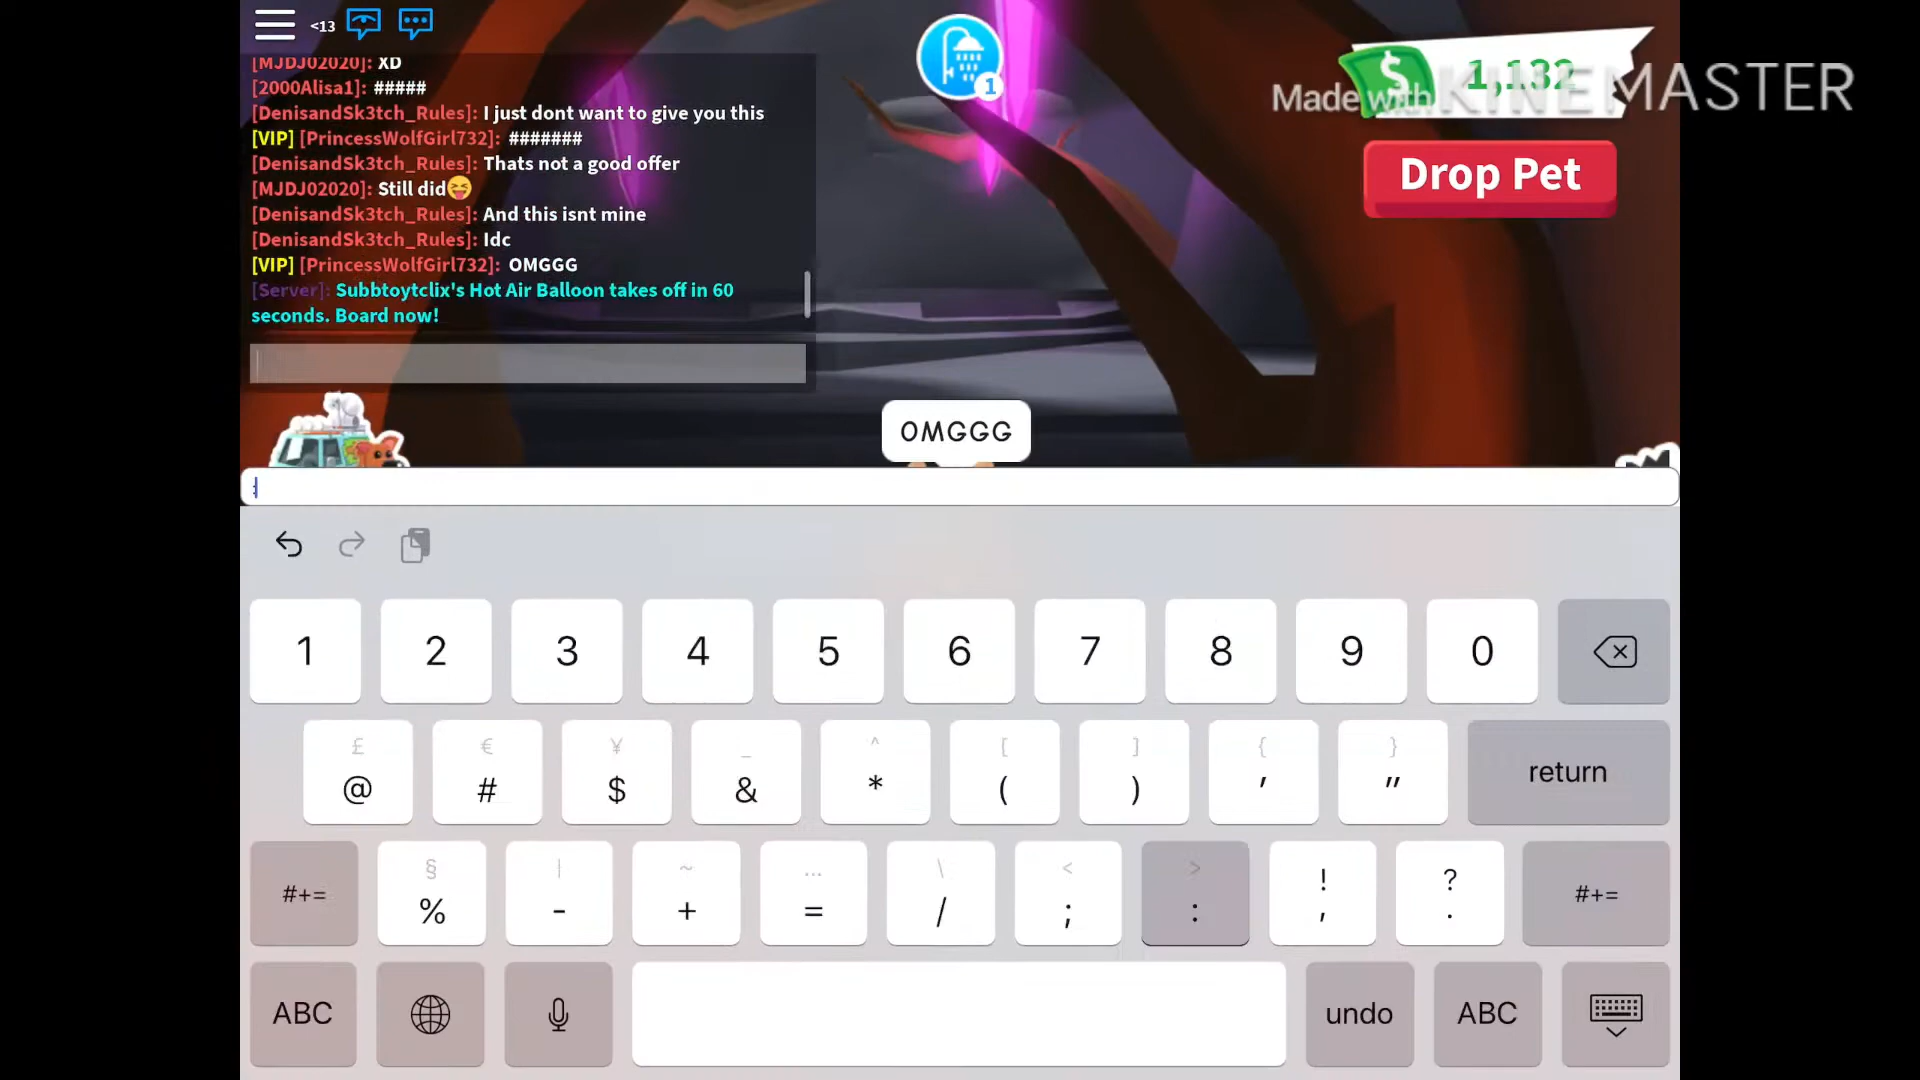 <13
[MJDJ02020]: XD
[2000Alisa1]: #####
[DenisandSk3tch_Rules]: I just dont want to give you this
[VIP] [PrincessWolfGirl732]: #######
[DenisandSk3tch_Rules]: Thats not a good offer
[MJDJ02020]: Still did😝
[DenisandSk3tch_Rules]: And this isnt mine
[DenisandSk3tch_Rules]: Idc
[VIP] [PrincessWolfGirl732]: OMGGG
[Server]: Subbtoytclix's Hot Air Balloon takes off in 60
seconds. Board now!
1
$ 1,132
Made with KINEMASTER
Drop Pet
OMGGG
:
1 2 3 4 5 6 7 8 9 0
£ € ¥ _ ^ [ ] { }
@ # $ & * ( ) ' " return
§ | ~ … \ < > ! ?
#+= % - + = / ; : , . #+=
ABC undo ABC